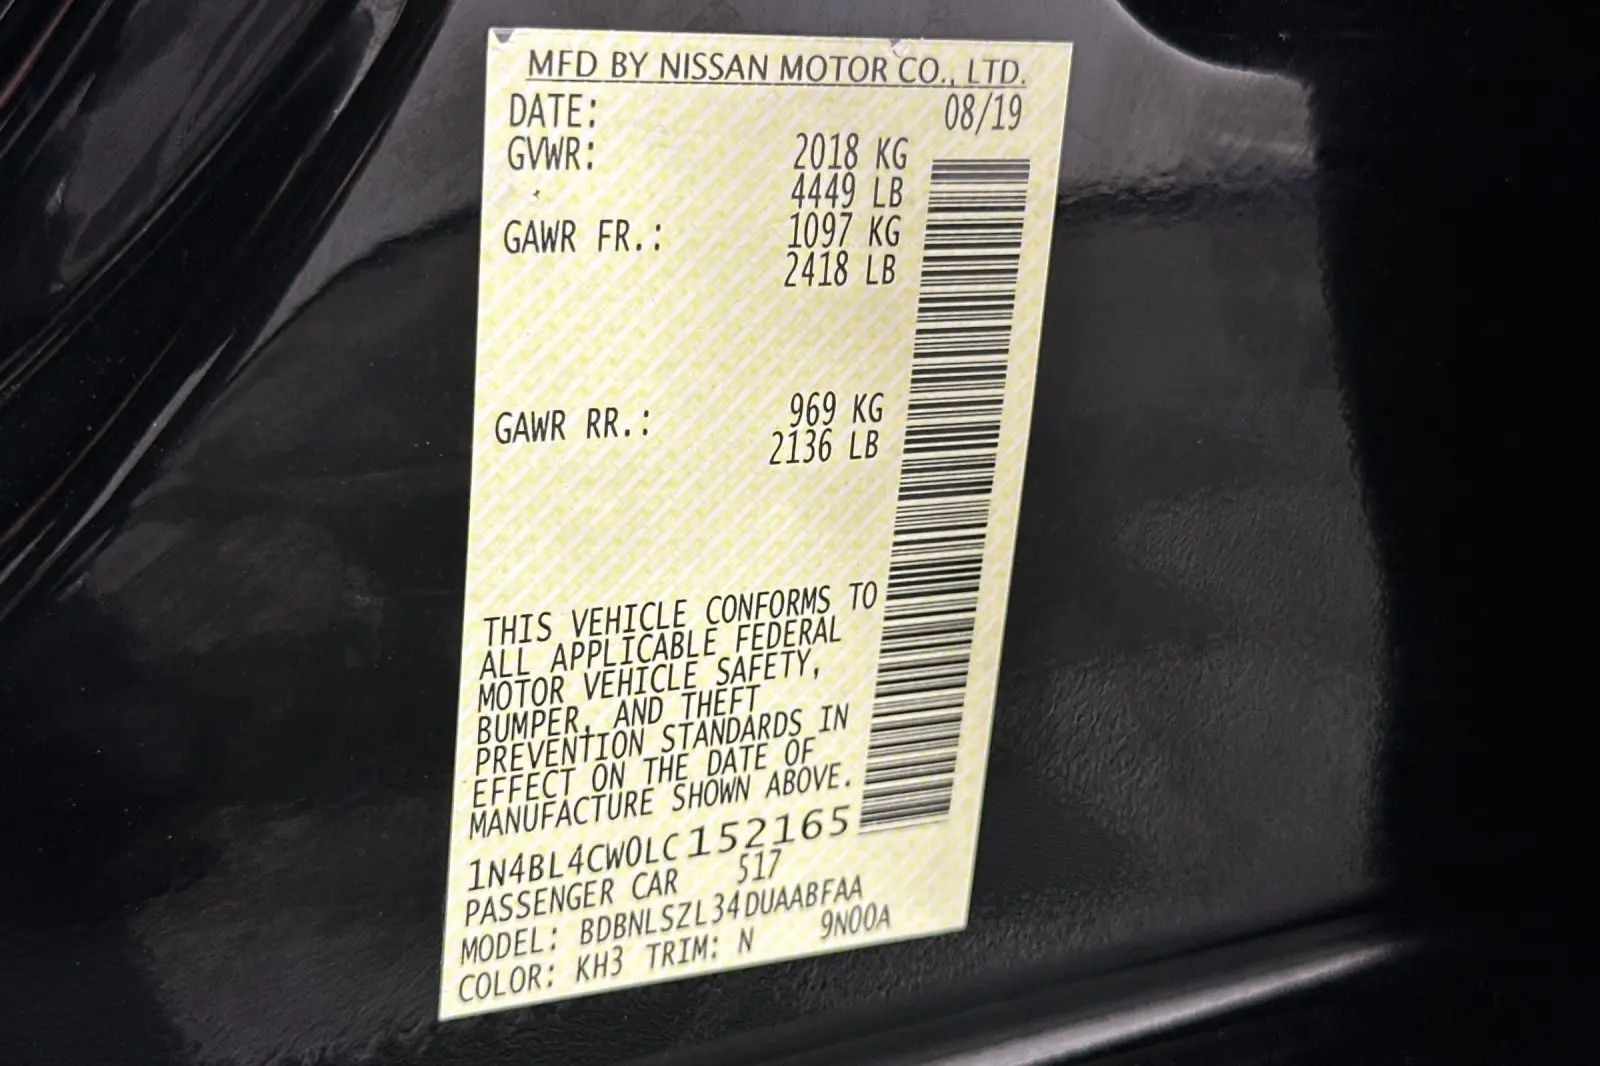 MFD BY NISSAN MOTOR CO., LTD.
DATE: 08/19
GVWR: 2018 KG
4449 LB
GAWR FR.: 1097 KG
2418 LB
GAWR RR.: 969 KG
2136 LB
THIS VEHICLE CONFORMS TO
ALL APPLICABLE FEDERAL
MOTOR VEHICLE SAFETY,
BUMPER, AND THEFT
PREVENTION STANDARDS IN
EFFECT ON THE DATE OF
MANUFACTURE SHOWN ABOVE.
1N4BL4CW0LC152165
PASSENGER CAR 517
MODEL: BDBNLSZL34DUAABFAA
COLOR: KH3 TRIM: N 9N00A